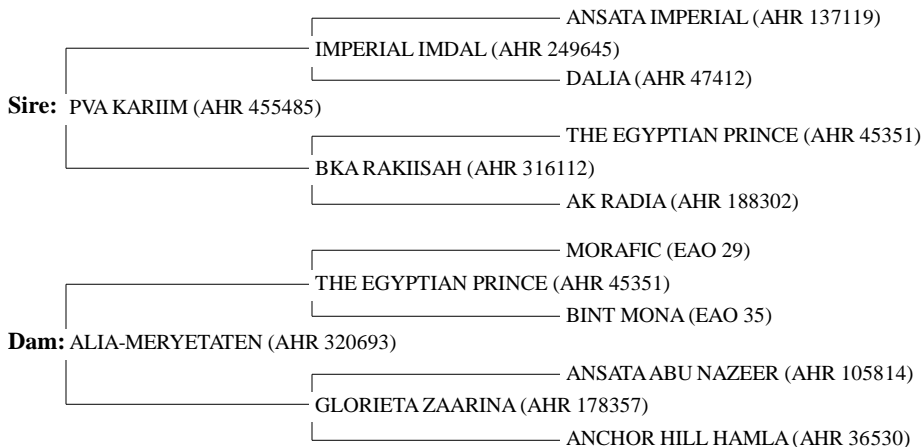 ANSATA IMPERIAL (AHR 137119)
IMPERIAL IMDAL (AHR 249645)
DALIA (AHR 47412)
Sire: PVA KARIIM (AHR 455485)
THE EGYPTIAN PRINCE (AHR 45351)
BKA RAKIISAH (AHR 316112)
AK RADIA (AHR 188302)
MORAFIC (EAO 29)
THE EGYPTIAN PRINCE (AHR 45351)
BINT MONA (EAO 35)
Dam: ALIA-MERYETATEN (AHR 320693)
ANSATA ABU NAZEER (AHR 105814)
GLORIETA ZAARINA (AHR 178357)
ANCHOR HILL HAMLA (AHR 36530)